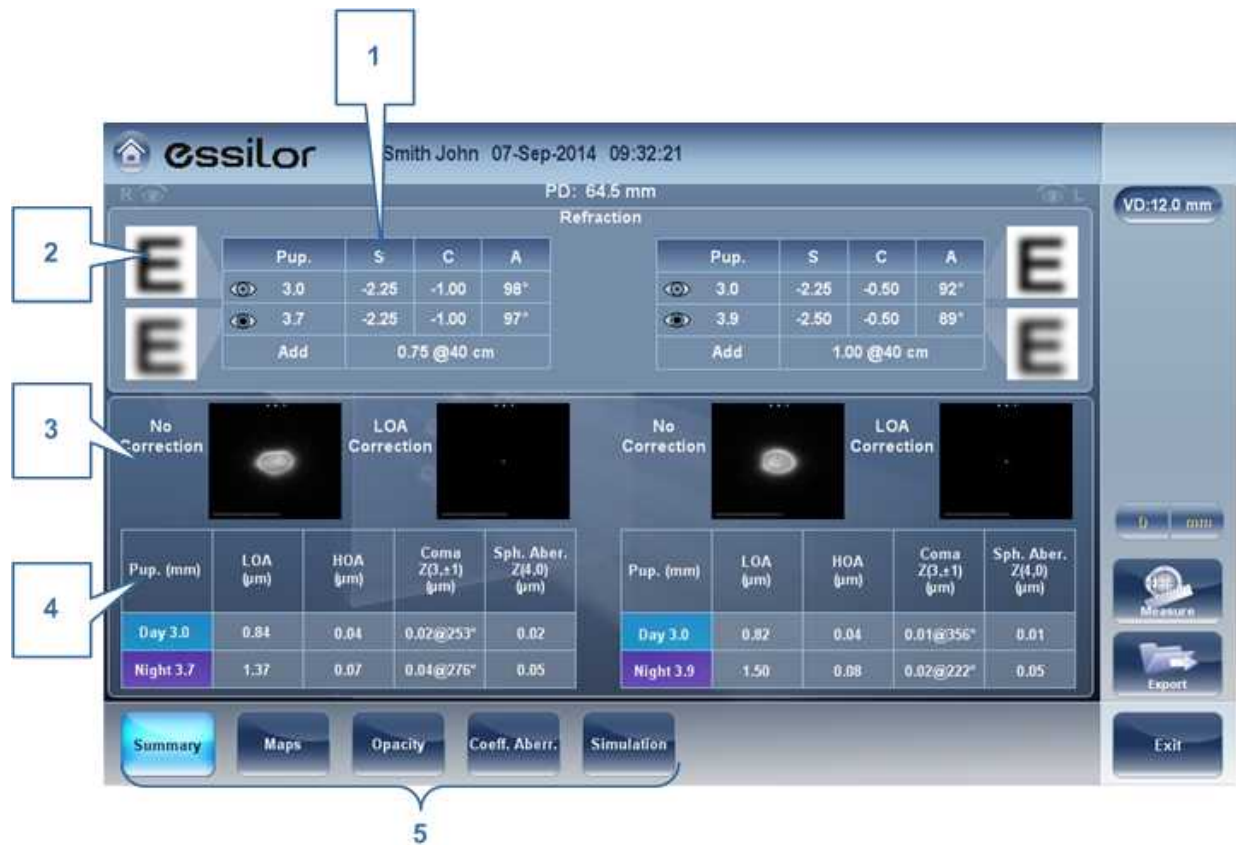 1
essilor Smith John 07-Sep-2014 09:32:21
R PD: 64.5 mm L
VD:12.0 mm
Refraction
2
E
E
Pup. S C A
3.0 -2.25 -1.00 98°
3.7 -2.25 -1.00 97°
Add 0.75 @40 cm
Pup. S C A
3.0 -2.25 -0.50 92°
3.9 -2.50 -0.50 89°
Add 1.00 @40 cm
E
E
3
No
Correction
LOA
Correction
No
Correction
LOA
Correction
4
Pup. (mm) LOA (µm) HOA (µm) Coma Z(3,±1) (µm) Sph. Aber. Z(4,0) (µm)
Day 3.0 0.84 0.04 0.02@253° 0.02
Night 3.7 1.37 0.07 0.04@276° 0.05
Pup. (mm) LOA (µm) HOA (µm) Coma Z(3,±1) (µm) Sph. Aber. Z(4,0) (µm)
Day 3.0 0.82 0.04 0.01@356° 0.01
Night 3.9 1.50 0.08 0.02@222° 0.05
mm
Measure
Export
Summary Maps Opacity Coeff. Aberr. Simulation Exit
5